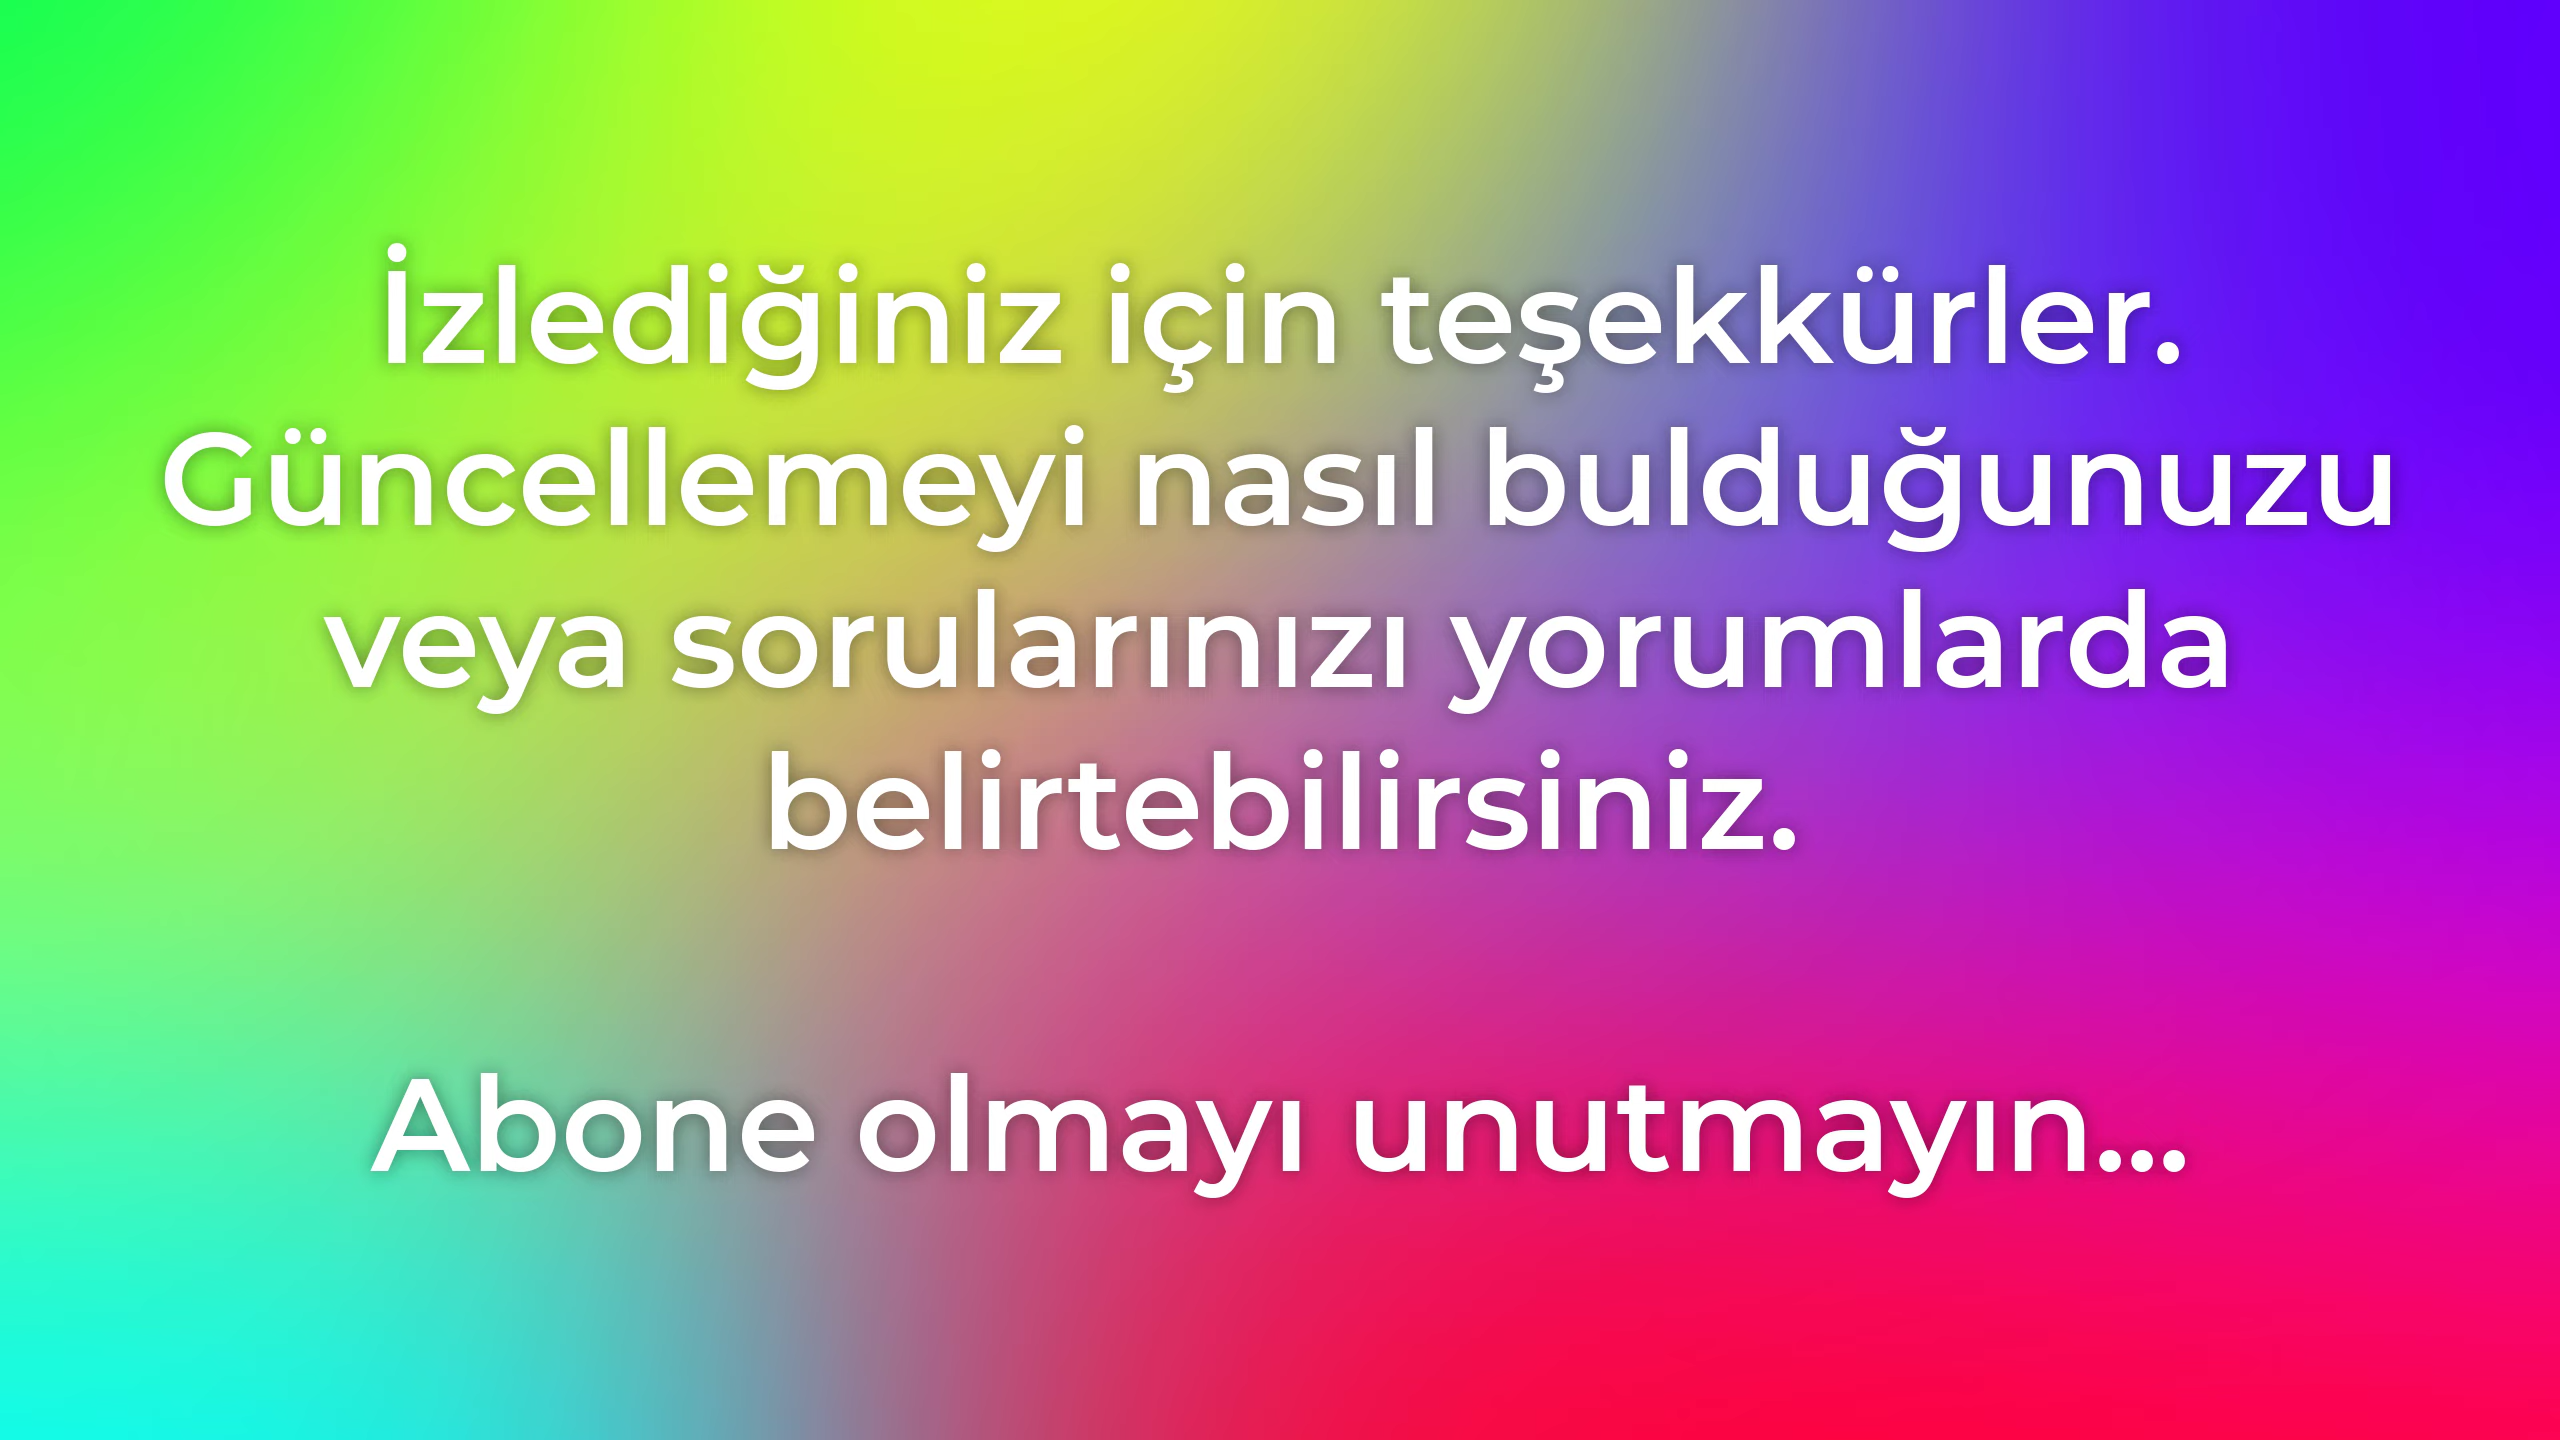 İzlediğiniz için teşekkürler.
Güncellemeyi nasıl bulduğunuzu
veya sorularınızı yorumlarda
belirtebilirsiniz.
Abone olmayı unutmayın...